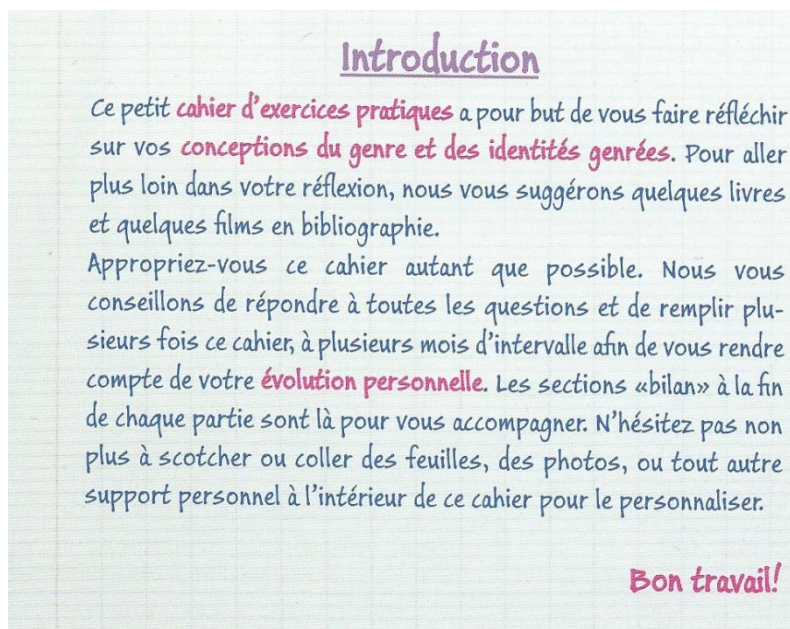 Introduction
Ce petit cahier d'exercices pratiques a pour but de vous faire réfléchir
sur vos conceptions du genre et des identités genrées. Pour aller
plus loin dans votre réflexion, nous vous suggérons quelques livres
et quelques films en bibliographie.
Appropriez-vous ce cahier autant que possible. Nous vous
conseillons de répondre à toutes les questions et de remplir plu-
sieurs fois ce cahier, à plusieurs mois d'intervalle afin de vous rendre
compte de votre évolution personnelle. Les sections «bilan» à la fin
de chaque partie sont là pour vous accompagner. N'hésitez pas non
plus à scotcher ou coller des feuilles, des photos, ou tout autre
support personnel à l'intérieur de ce cahier pour le personnaliser.
Bon travail!